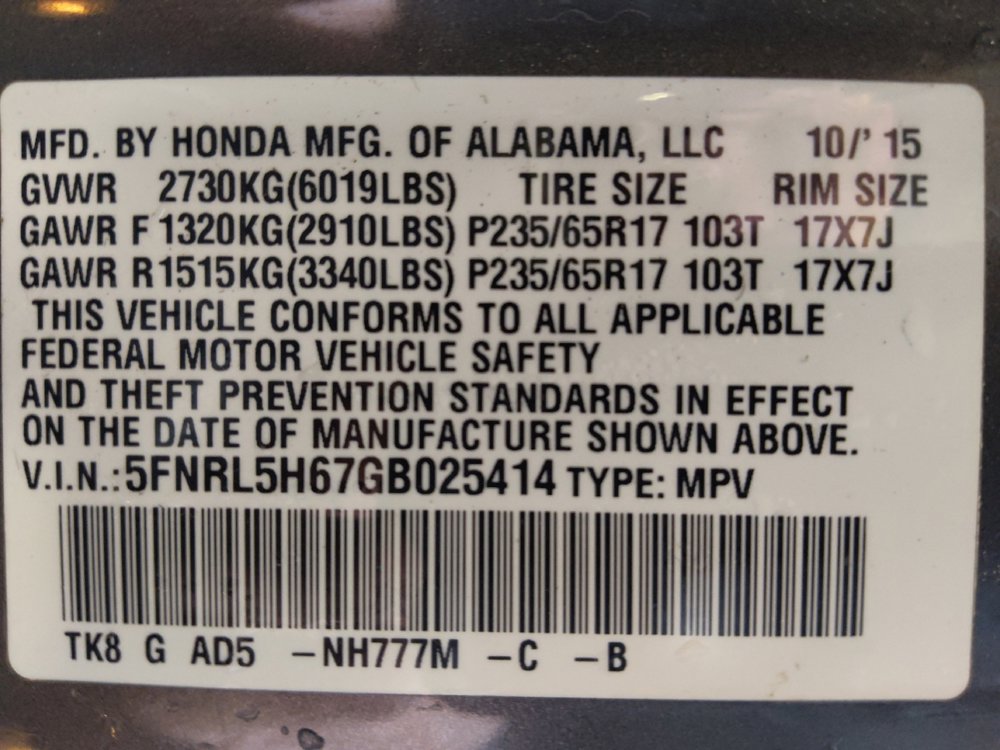 MFD. BY HONDA MFG. OF ALABAMA, LLC 10/'15
GVWR 2730KG(6019LBS) TIRE SIZE RIM SIZE
GAWR F 1320KG(2910LBS) P235/65R17 103T 17X7J
GAWR R1515KG(3340LBS) P235/65R17 103T 17X7J
THIS VEHICLE CONFORMS TO ALL APPLICABLE
FEDERAL MOTOR VEHICLE SAFETY
AND THEFT PREVENTION STANDARDS IN EFFECT
ON THE DATE OF MANUFACTURE SHOWN ABOVE.
V.I.N.:5FNRL5H67GB025414 TYPE: MPV
TK8 G AD5 –NH777M –C –B